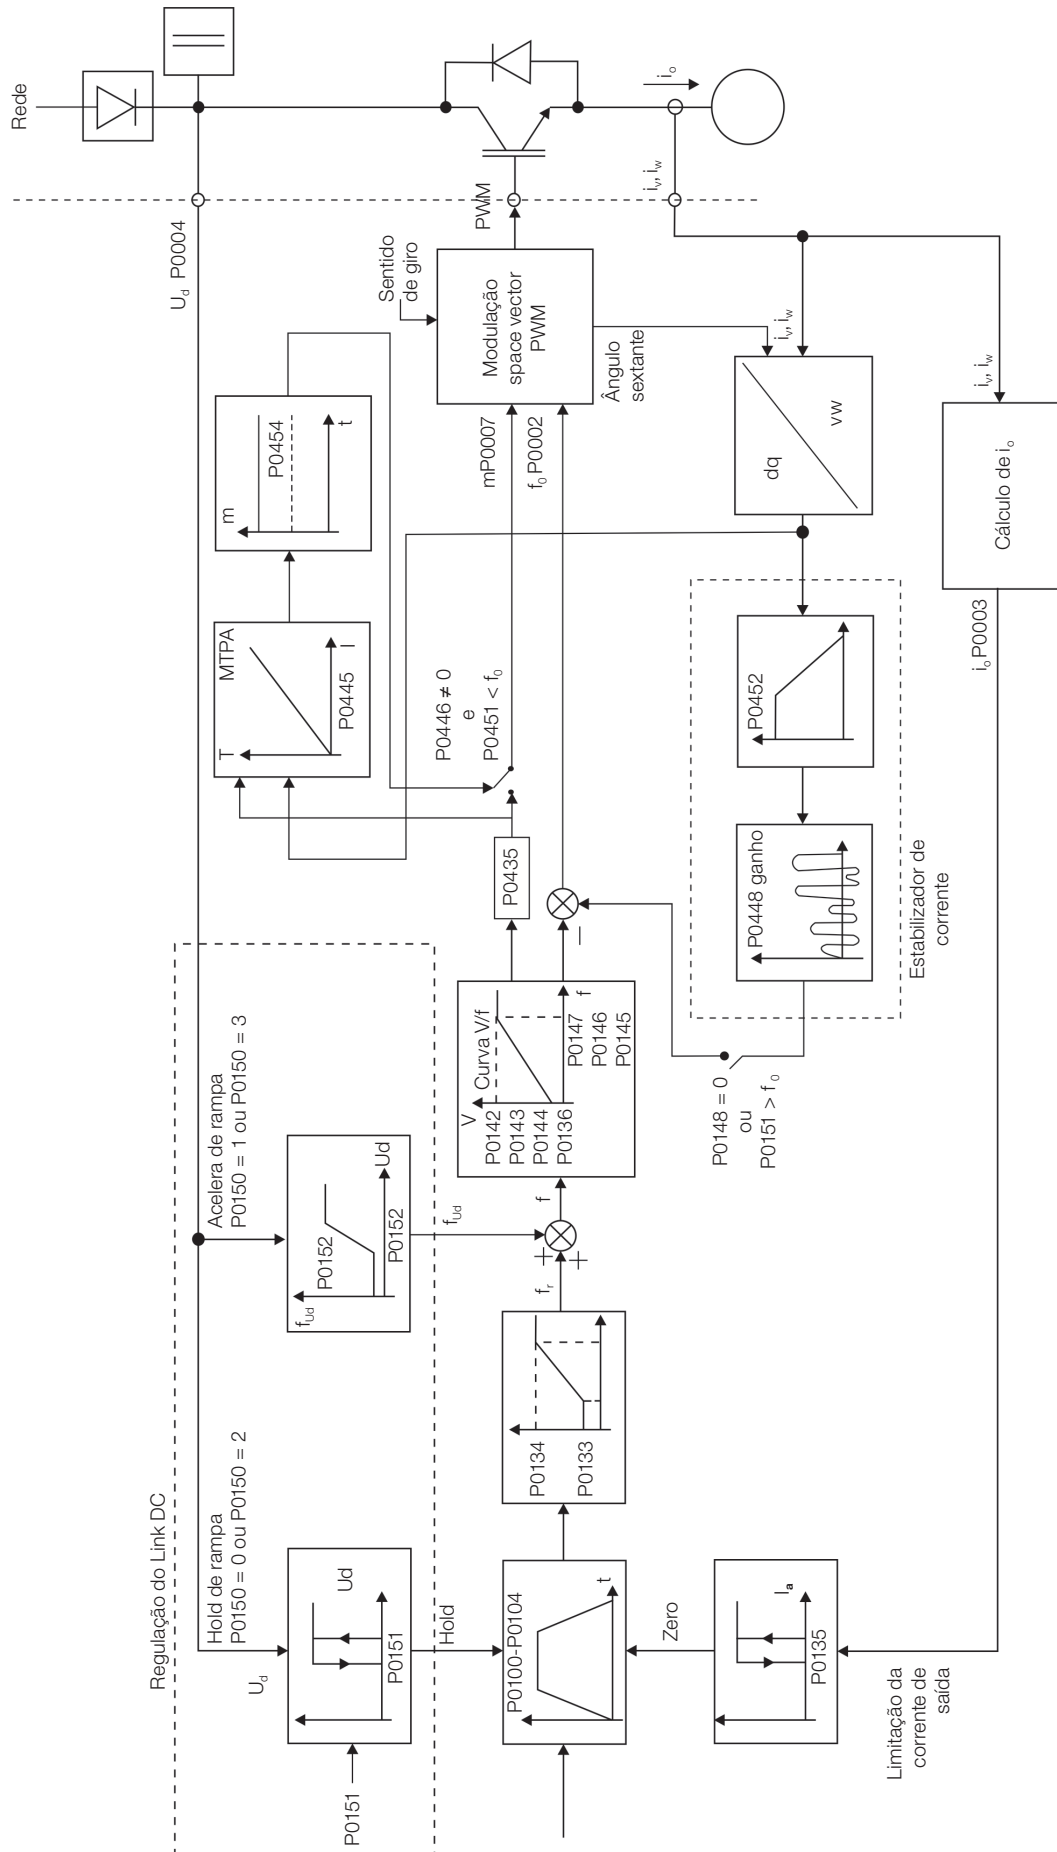 Regulação do Link DC
Hold de rampa
P0150 = 0 ou P0150 = 2
Acelera de rampa
P0150 = 1 ou P0150 = 3
U_d P0004
Rede
U_d
P0151
Ud
P0151
Hold
f_Ud
P0152
Ud
P0152
f_Ud
P0100-P0104
t
P0134
P0133
f_r
+
+
f
V
Curva V/f
P0142
P0143
P0144
P0136
f
P0147
P0146
P0145
P0435
−
T
MTPA
I
P0445
m
P0454
t
P0446 ≠ 0
e
P0451 < f_0
mP0007
f_0 P0002
Sentido
de giro
Modulação
space vector
PWM
PWM
Ângulo
sextante
i_o
i_v, i_w
i_v, i_w
i_v, i_w
dq
vw
Cálculo de i_o
i_o P0003
P0452
P0448 ganho
Estabilizador de
corrente
P0148 = 0
ou
P0151 > f_0
Zero
I_a
P0135
Limitação da
corrente de
saída